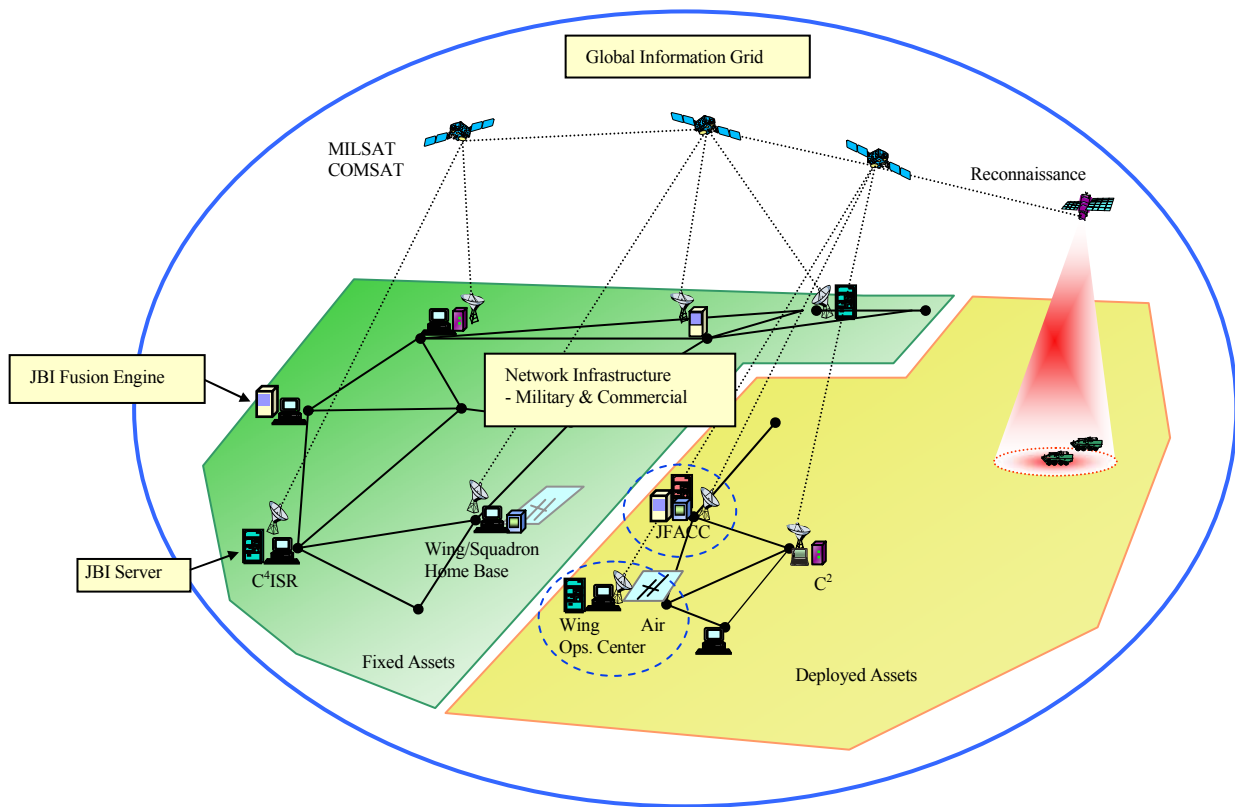 Global Information Grid
MILSAT
COMSAT
Reconnaissance
JBI Fusion Engine
Network Infrastructure
- Military & Commercial
JFACC
Wing/Squadron
Home Base
JBI Server
C⁴ISR
C²
Wing
Ops. Center
Air
Fixed Assets
Deployed Assets